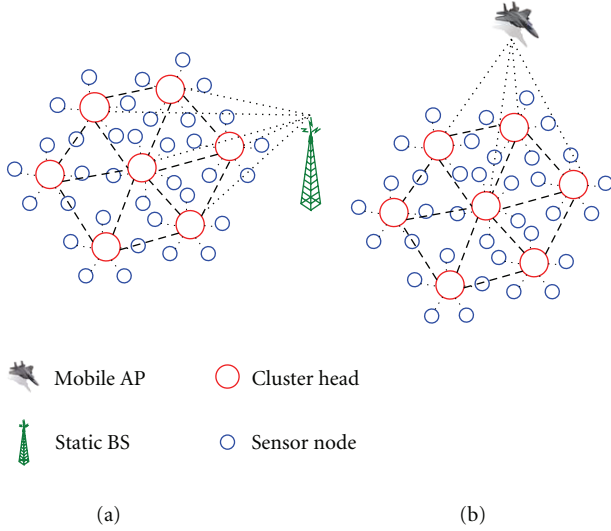 Mobile AP
Cluster head
Static BS
Sensor node
(a)
(b)